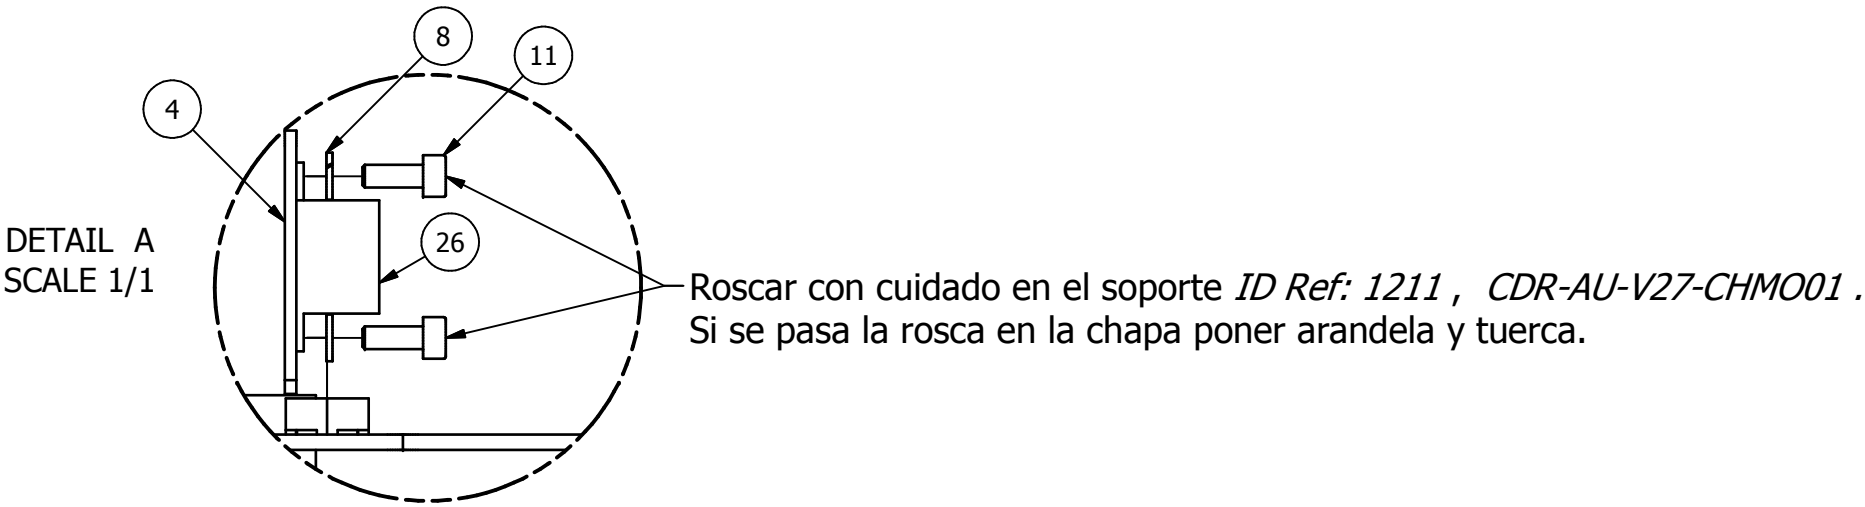 8
11
4
26
DETAIL A
SCALE 1/1
Roscar con cuidado en el soporte ID Ref: 1211 , CDR-AU-V27-CHMO01 .
Si se pasa la rosca en la chapa poner arandela y tuerca.